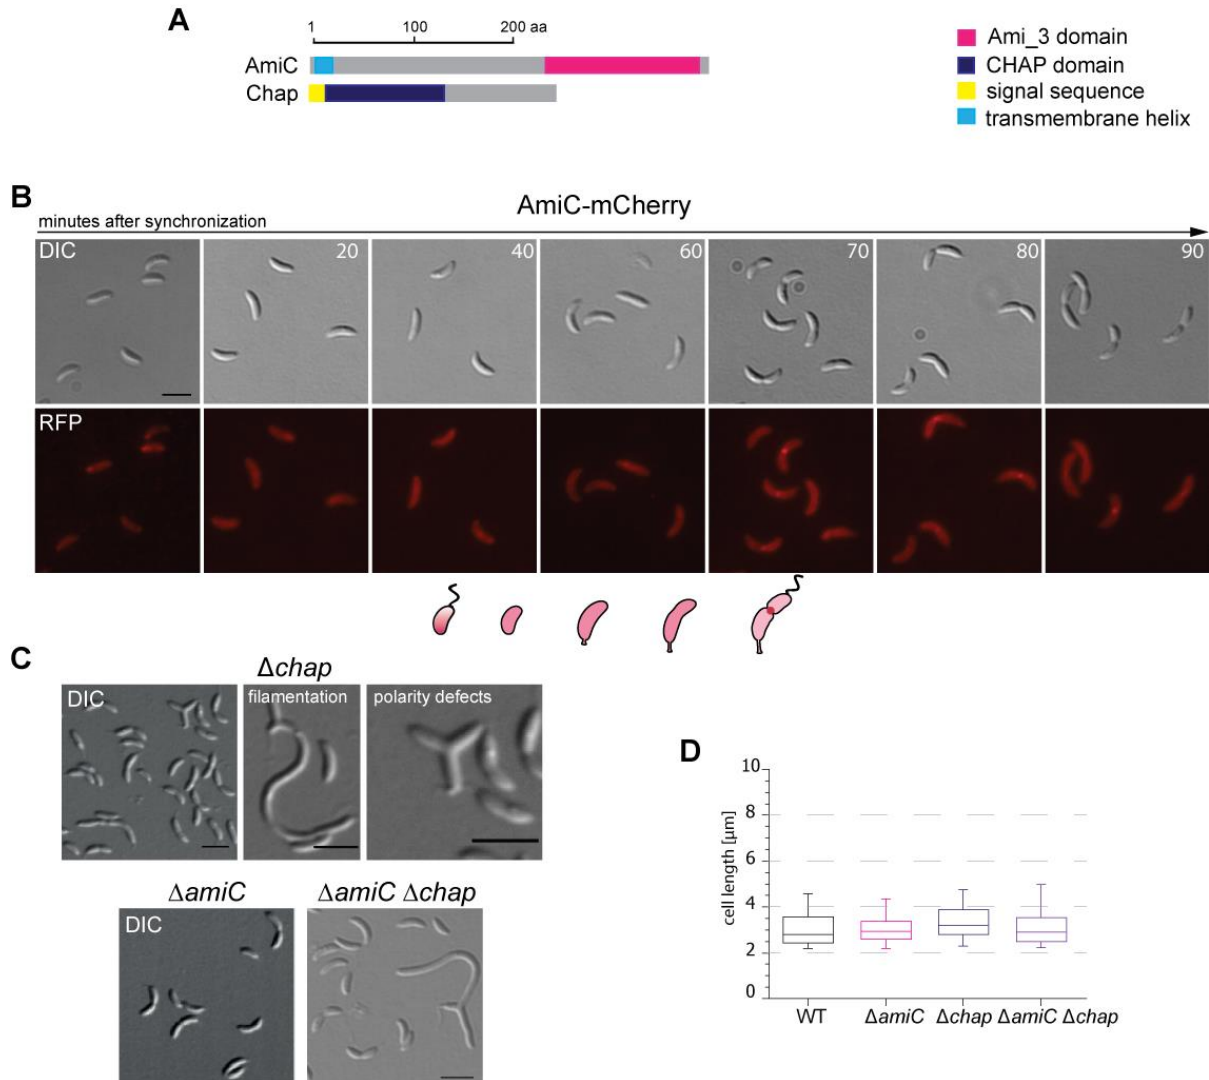 A
1 100 200 aa
AmiC
Chap
Ami_3 domain
CHAP domain
signal sequence
transmembrane helix
B
AmiC-mCherry
minutes after synchronization
DIC 20 40 60 70 80 90
RFP
C
Δchap
DIC filamentation polarity defects
ΔamiC ΔamiC Δchap
DIC
D
10
8
6
4
2
0
cell length [µm]
WT ΔamiC Δchap ΔamiC Δchap